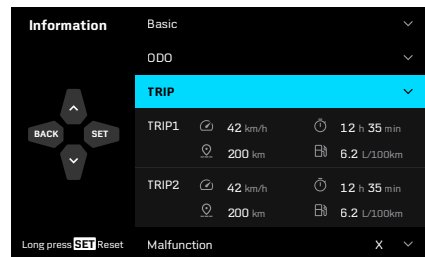 Information
Basic
ODO
TRIP
BACK SET
TRIP1 42 km/h 12 h 35 min
200 km 6.2 L/100km
TRIP2 42 km/h 12 h 35 min
200 km 6.2 L/100km
Long press SET Reset
Malfunction X